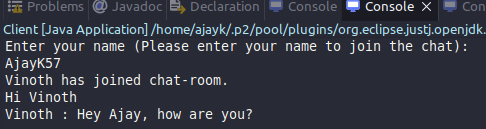 Problems Javadoc Declaration Console Console
Client [Java Application] /home/ajayk/.p2/pool/plugins/org.eclipse.justj.openjdk.
Enter your name (Please enter your name to join the chat):
AjayK57
Vinoth has joined chat-room.
Hi Vinoth
Vinoth : Hey Ajay, how are you?